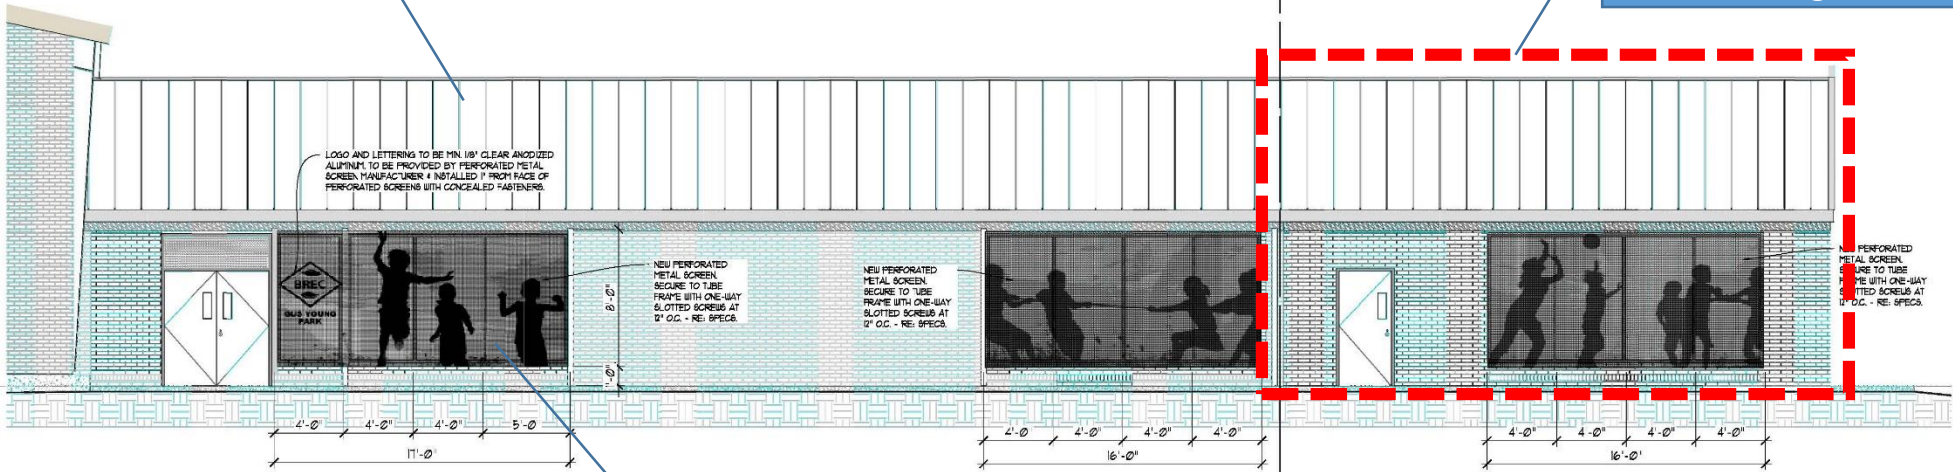 LOGO AND LETTERING TO BE MIN. 1/8" CLEAR ANODIZED
ALUMINUM, TO BE PROVIDED BY PERFORATED METAL
SCREEN MANUFACTURER & INSTALLED 1" FROM FACE OF
PERFORATED SCREENS WITH CONCEALED FASTENERS.
BREC
GUS YOUNG
PARK
NEW PERFORATED
METAL SCREEN.
SECURE TO TUBE
FRAME WITH ONE-WAY
SLOTTED SCREWS AT
12" O.C. - RE: SPECS.
8'-0"
1'-0"
NEW PERFORATED
METAL SCREEN.
SECURE TO TUBE
FRAME WITH ONE-WAY
SLOTTED SCREWS AT
12" O.C. - RE: SPECS.
PERFORATED
METAL SCREEN.
TO TUBE
WITH ONE-WAY
SCREWS AT
12" O.C. - RE: SPECS.
4'-0" 4'-0" 4'-0" 5'-0
17'-0"
4'-0 4'-0" 4'-0" 4'-0"
16'-0"
4'-0" 4'-0" 4'-0" 4'-0"
16'-0"